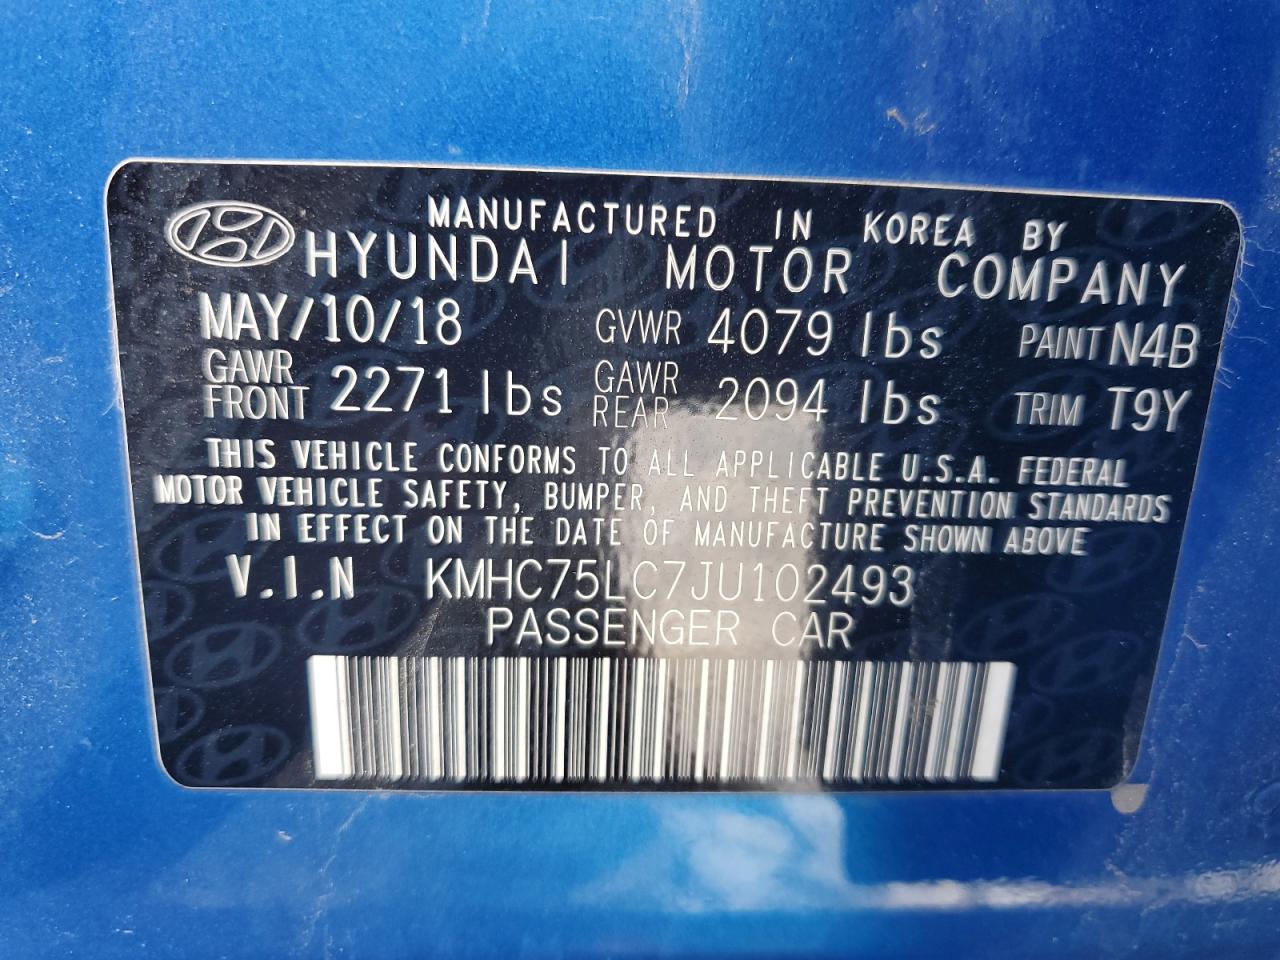 MANUFACTURED IN KOREA BY
HYUNDAI MOTOR COMPANY
MAY/10/18 GVWR 4079 lbs PAINT N4B
GAWR FRONT 2271 lbs GAWR REAR 2094 lbs TRIM T9Y
THIS VEHICLE CONFORMS TO ALL APPLICABLE U.S.A. FEDERAL
MOTOR VEHICLE SAFETY, BUMPER, AND THEFT PREVENTION STANDARDS
IN EFFECT ON THE DATE OF MANUFACTURE SHOWN ABOVE
V.I.N KMHC75LC7JU102493
PASSENGER CAR